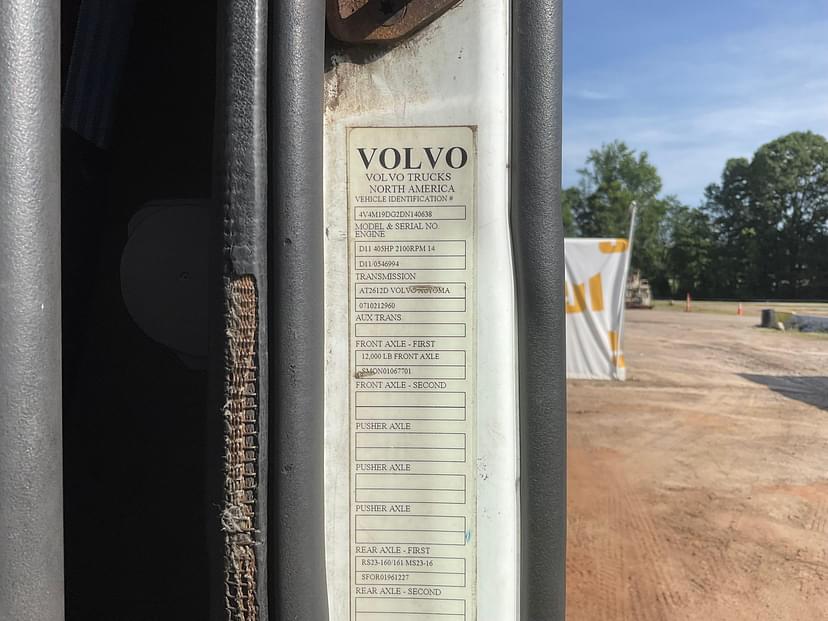 VOLVO
VOLVO TRUCKS
NORTH AMERICA
VEHICLE IDENTIFICATION #
4V4M19DG2DN140638
MODEL & SERIAL NO.
ENGINE
D11 405HP 2100RPM 14
D11/0546994
TRANSMISSION
AT2612D VOLVO
0710212960
AUX TRANS.
FRONT AXLE - FIRST
12,000 LB FRONT AXLE
SMON01067701
FRONT AXLE - SECOND
PUSHER AXLE
PUSHER AXLE
PUSHER AXLE
REAR AXLE - FIRST
RS23-160/161 MS23-16
SFOR01961227
REAR AXLE - SECOND